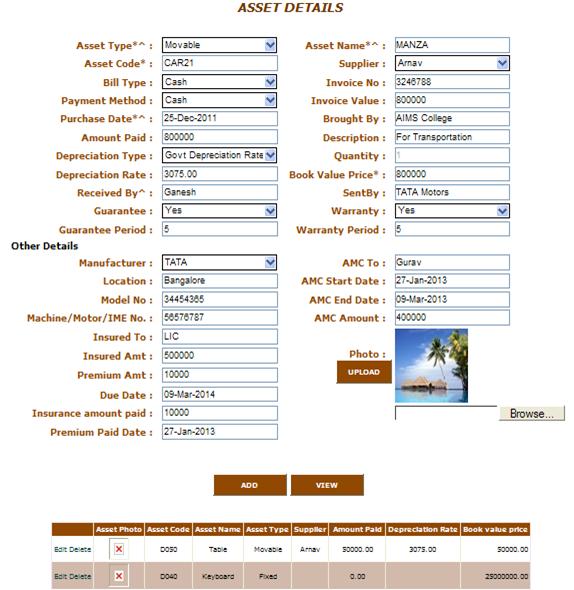 ASSET DETAILS
Asset Type*^ : Movable Asset Name*^ : MANZA
Asset Code* : CAR21 Supplier : Arnav
Bill Type : Cash Invoice No : 3246788
Payment Method : Cash Invoice Value : 800000
Purchase Date*^ : 25-Dec-2011 Brought By : AIMS College
Amount Paid : 800000 Description : For Transportation
Depreciation Type : Govt Depreciation Rate Quantity : 1
Depreciation Rate : 3075.00 Book Value Price* : 800000
Received By^ : Ganesh SentBy : TATA Motors
Guarantee : Yes Warranty : Yes
Guarantee Period : 5 Warranty Period : 5
Other Details
Manufacturer : TATA AMC To : Gurav
Location : Bangalore AMC Start Date : 27-Jan-2013
Model No : 34454365 AMC End Date : 09-Mar-2013
Machine/Motor/IME No. : 56576787 AMC Amount : 400000
Insured To : LIC
Insured Amt : 500000 Photo :
Premium Amt : 10000 UPLOAD
Due Date : 09-Mar-2014
Insurance amount paid : 10000 Browse...
Premium Paid Date : 27-Jan-2013
ADD VIEW
Asset Photo Asset Code Asset Name Asset Type Supplier Amount Paid Depreciation Rate Book value price
Edit Delete D050 Table Movable Arnav 50000.00 3075.00 50000.00
Edit Delete D040 Keyboard Fixed 0.00 25000000.00